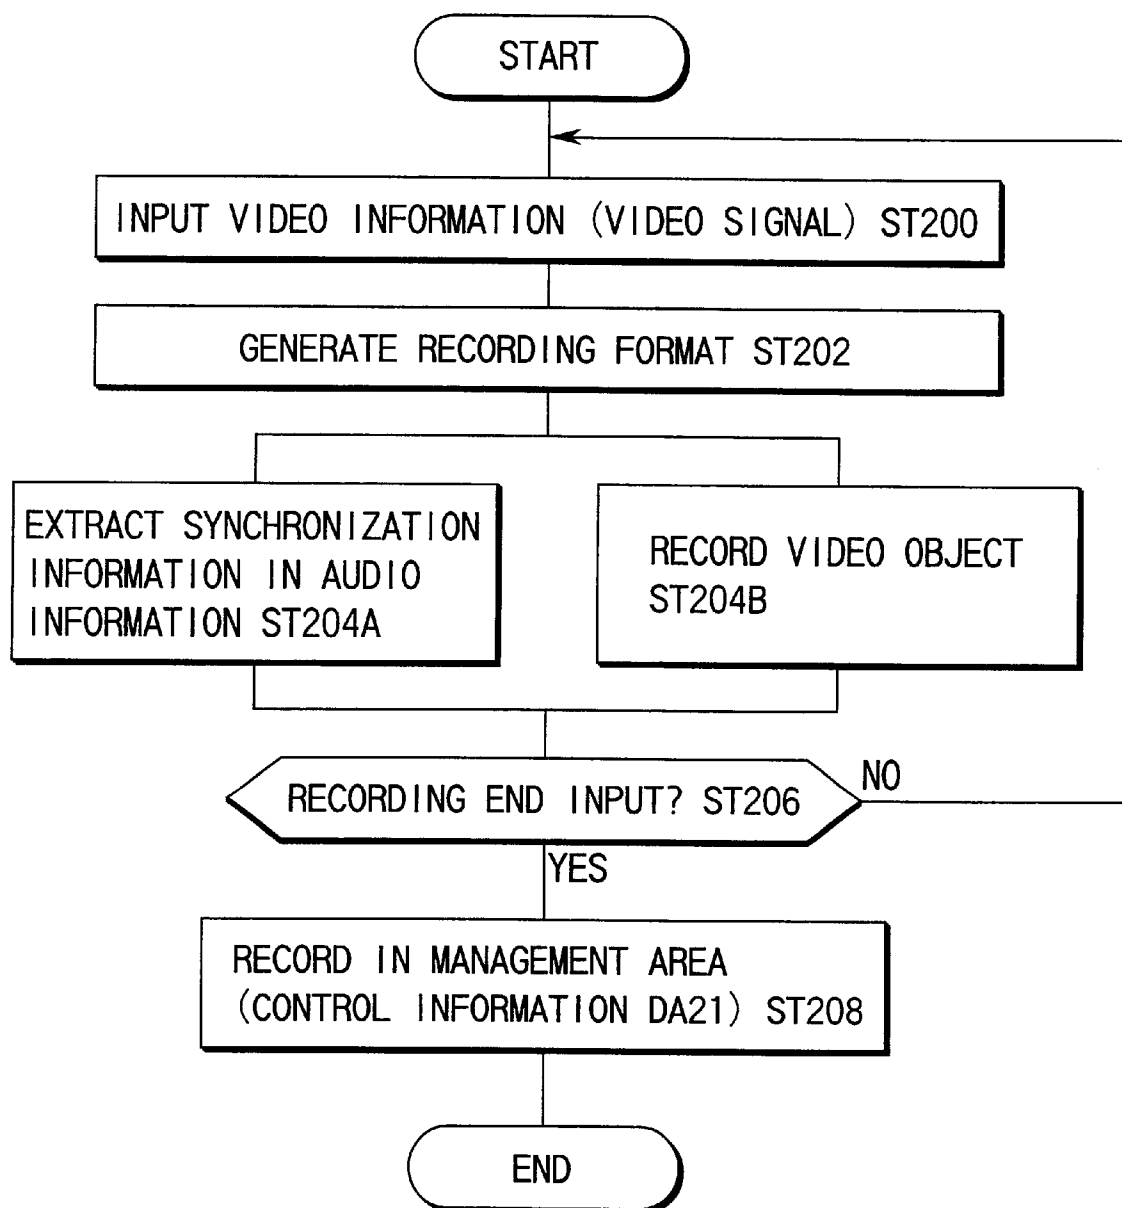 START
INPUT VIDEO INFORMATION (VIDEO SIGNAL) ST200
GENERATE RECORDING FORMAT ST202
EXTRACT SYNCHRONIZATION
INFORMATION IN AUDIO
INFORMATION ST204A
RECORD VIDEO OBJECT
ST204B
RECORDING END INPUT? ST206
NO
YES
RECORD IN MANAGEMENT AREA
(CONTROL INFORMATION DA21) ST208
END